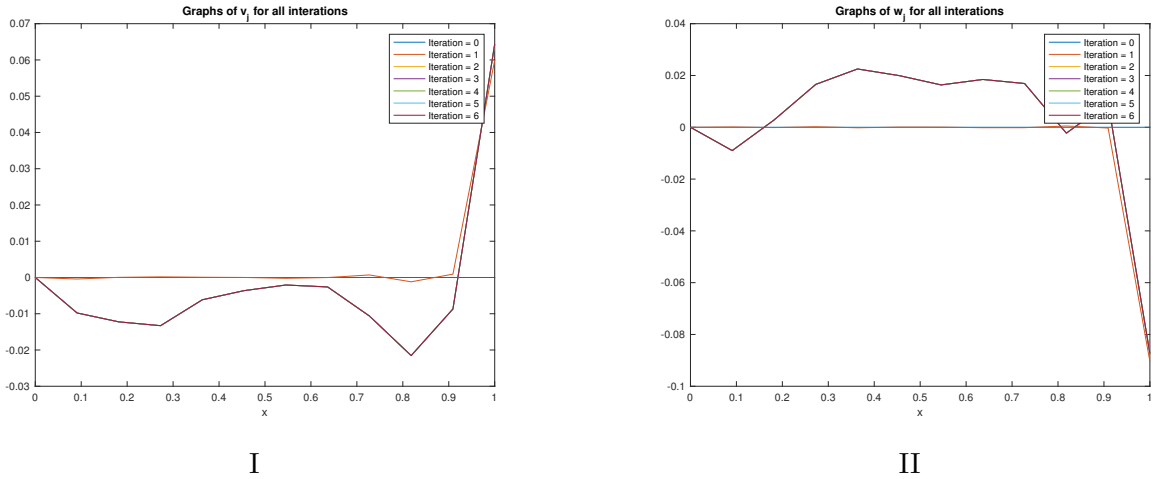 Graphs of v_j for all interations
0.07
0.06
0.05
0.04
0.03
0.02
0.01
0
-0.01
-0.02
-0.03
0 0.1 0.2 0.3 0.4 0.5 0.6 0.7 0.8 0.9 1
x
Iteration = 0
Iteration = 1
Iteration = 2
Iteration = 3
Iteration = 4
Iteration = 5
Iteration = 6
I
Graphs of w_j for all interations
0.04
0.02
0
-0.02
-0.04
-0.06
-0.08
-0.1
0 0.1 0.2 0.3 0.4 0.5 0.6 0.7 0.8 0.9 1
x
Iteration = 0
Iteration = 1
Iteration = 2
Iteration = 3
Iteration = 4
Iteration = 5
Iteration = 6
II